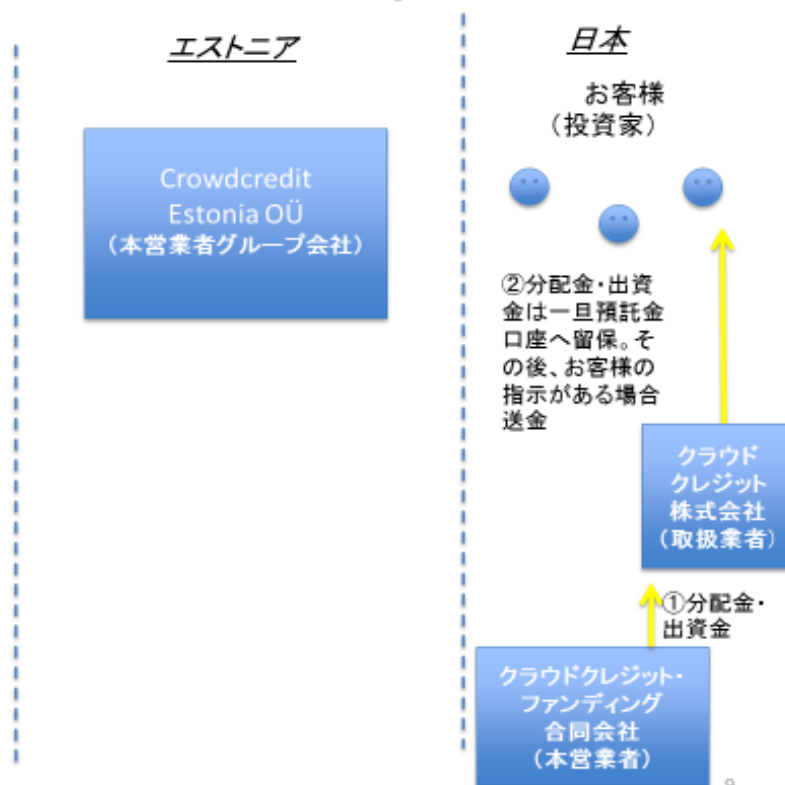 エストニア
Crowdcredit
Estonia OÜ
(本営業者グループ会社)
日本
お客様
(投資家)
②分配金・出資
金は一旦預託金
口座へ留保。そ
の後、お客様の
指示がある場合
送金
クラウド
クレジット
株式会社
(取扱業者)
①分配金・
出資金
クラウドクレジット・
ファンディング
合同会社
(本営業者)